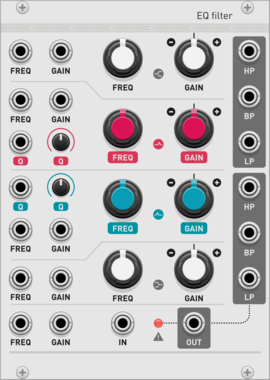 EQ filter
FREQ GAIN FREQ GAIN HP
FREQ GAIN BP
Q Q FREQ GAIN LP
Q Q HP
FREQ GAIN FREQ GAIN BP
FREQ GAIN FREQ GAIN LP
FREQ GAIN IN OUT